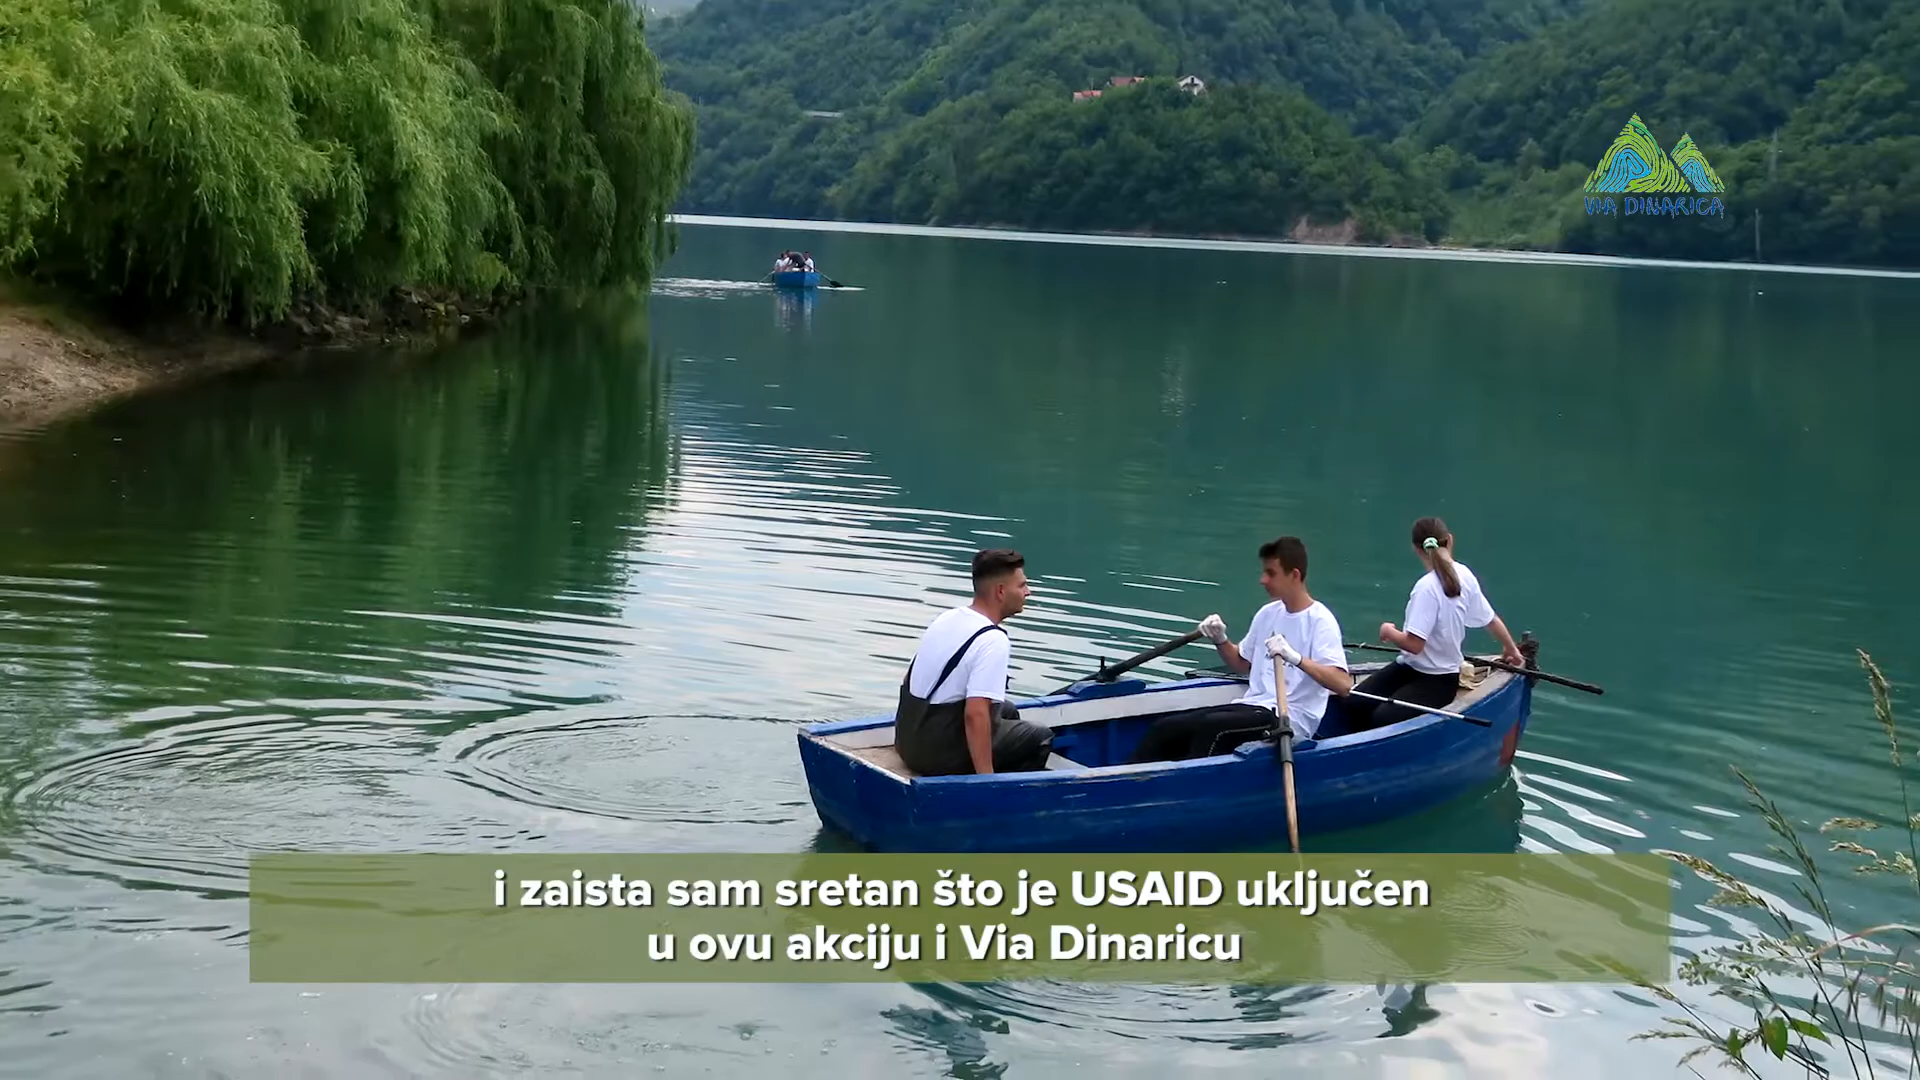 VIA DINARICA
i zaista sam sretan što je USAID uključen
u ovu akciju i Via Dinaricu